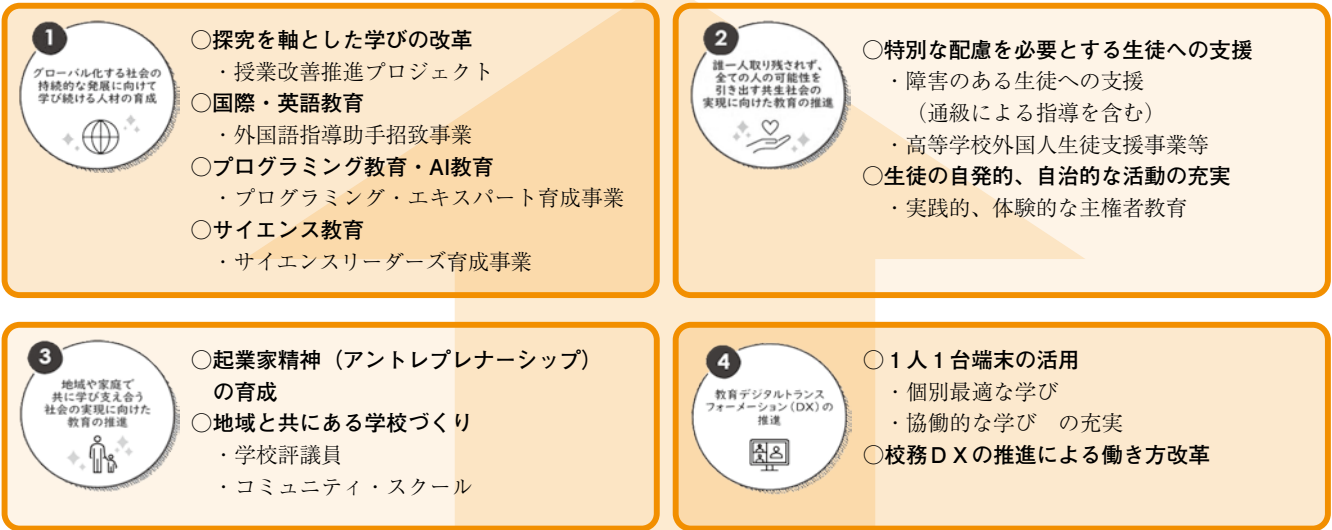 1
グローバル化する社会の
持続的な発展に向けて
学び続ける人材の育成
○探究を軸とした学びの改革
・授業改善推進プロジェクト
○国際・英語教育
・外国語指導助手招致事業
○プログラミング教育・AI教育
・プログラミング・エキスパート育成事業
○サイエンス教育
・サイエンスリーダーズ育成事業
2
誰一人取り残されず、
全ての人の可能性を
引き出す共生社会の
実現に向けた教育の推進
○特別な配慮を必要とする生徒への支援
・障害のある生徒への支援
（通級による指導を含む）
・高等学校外国人生徒支援事業等
○生徒の自発的、自治的な活動の充実
・実践的、体験的な主権者教育
3
地域や家庭で
共に学び支え合う
社会の実現に向けた
教育の推進
○起業家精神（アントレプレナーシップ）
の育成
○地域と共にある学校づくり
・学校評議員
・コミュニティ・スクール
4
教育デジタルトランス
フォーメーション（DX）の
推進
○１人１台端末の活用
・個別最適な学び
・協働的な学び　の充実
○校務ＤＸの推進による働き方改革